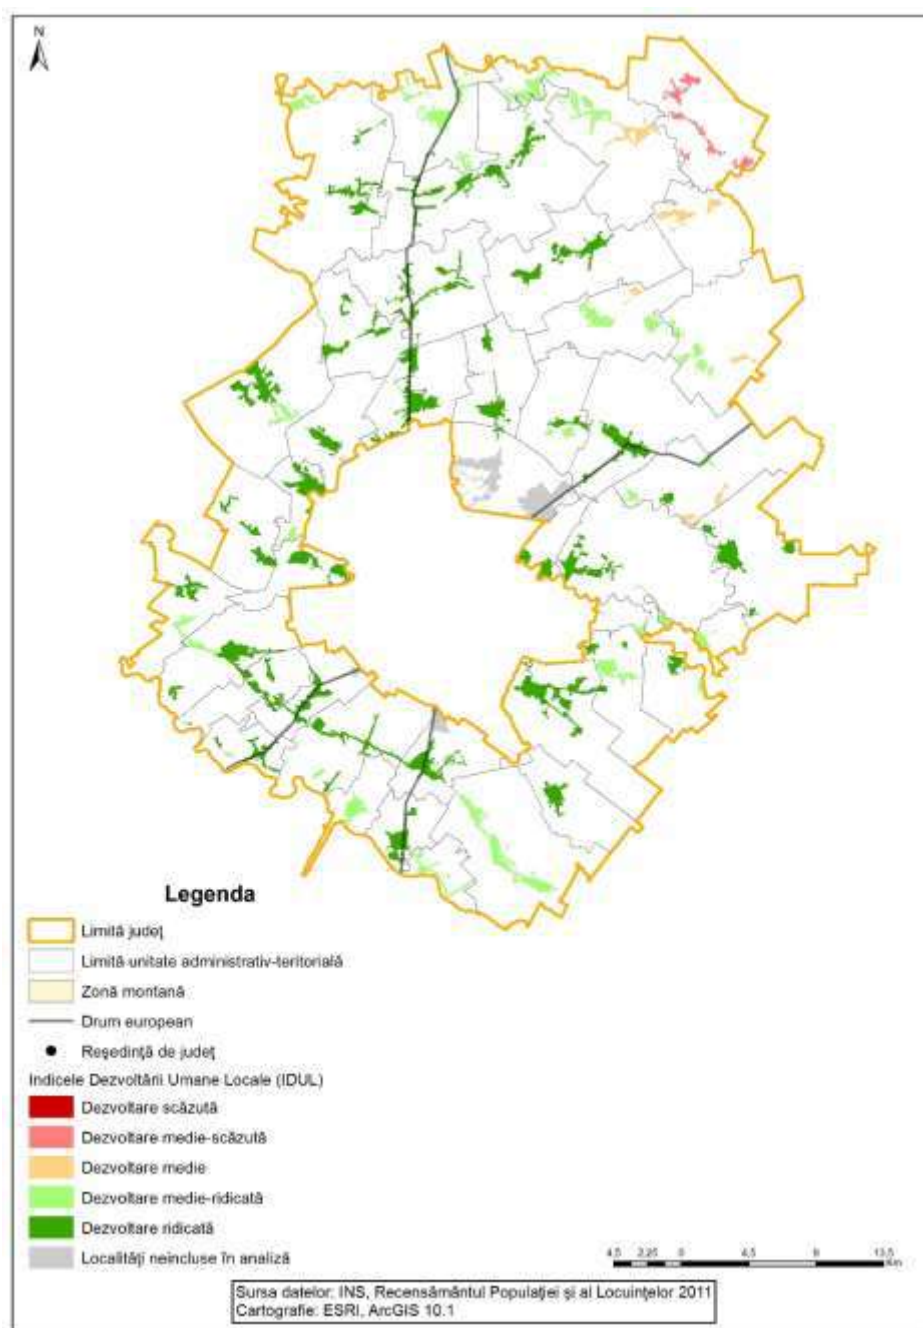 N
Legenda
Limită județ
Limită unitate administrativ-teritorială
Zonă montană
Drum european
Reședință de județ
Indicele Dezvoltării Umane Locale (IDUL)
Dezvoltare scăzută
Dezvoltare medie-scăzută
Dezvoltare medie
Dezvoltare medie-ridicată
Dezvoltare ridicată
Localități neincluse în analiză
4,5 2,25 0 4,5 9 13,5
Km
Sursa datelor: INS, Recensământul Populației și al Locuințelor 2011
Cartografie: ESRI, ArcGIS 10.1